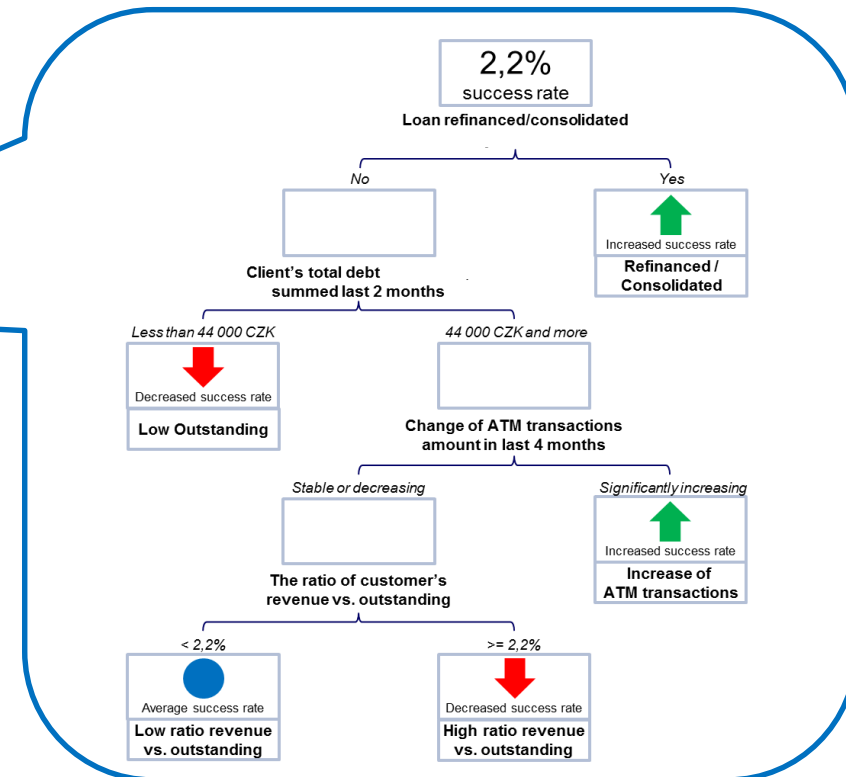 2,2%
success rate
Loan refinanced/consolidated
No
Yes
Increased success rate
Refinanced /
Consolidated
Client's total debt
summed last 2 months
Less than 44 000 CZK
44 000 CZK and more
Decreased success rate
Low Outstanding
Change of ATM transactions
amount in last 4 months
Stable or decreasing
Significantly increasing
Increased success rate
Increase of
ATM transactions
The ratio of customer's
revenue vs. outstanding
< 2,2%
>= 2,2%
Average success rate
Low ratio revenue
vs. outstanding
Decreased success rate
High ratio revenue
vs. outstanding